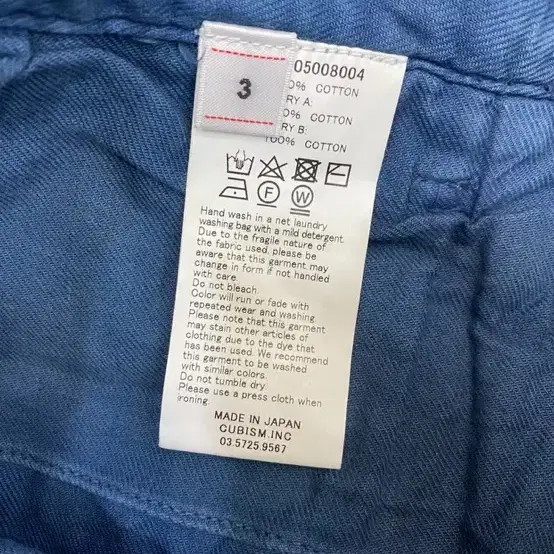 3
05008004
0% COTTON
RY A:
0% COTTON
RY B:
100% COTTON
F
W
Hand wash in a net laundry
washing bag with a mild detergent.
Due to the fragile nature of
the fabric used, please be
aware that this garment may
change in form if not handled
with care.
Do not bleach.
Color will run or fade with
repeated wear and washing.
Please note that this garment
may stain other articles of
clothing due to the dye that
has been used. We recommend
this garment to be washed
with similar colors.
Do not tumble dry.
Please use a press cloth when
ironing.
MADE IN JAPAN
CUBISM.INC
03.5725.9567